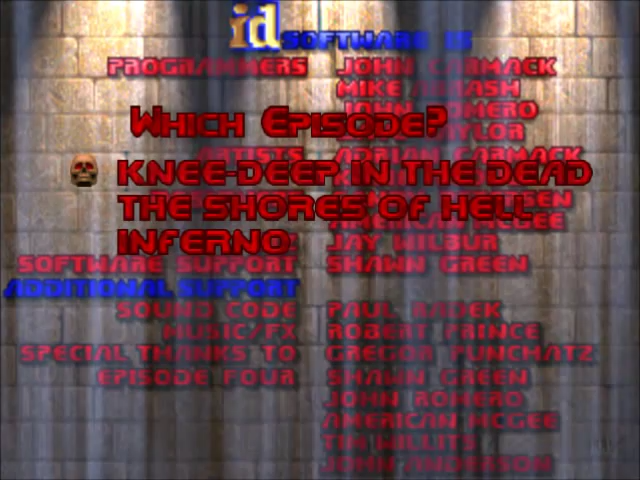 id SOFTWARE IS
PROGRAMMERS JOHN CARMACK
MIKE ABRASH
JOHN ROMERO
Which Episode?
ARTISTS ADRIAN CARMACK
KNEE-DEEP IN THE DEAD
THE SHORES OF HELL
AMERICAN MCGEE
INFERNO
JAY WILBUR
SOFTWARE SUPPORT SHAWN GREEN
ADDITIONAL SUPPORT
SOUND CODE PAUL RADEK
MUSIC/FX ROBERT PRINCE
SPECIAL THANKS TO GREGOR PUNCHATZ
EPISODE FOUR SHAWN GREEN
JOHN ROMERO
AMERICAN MCGEE
TIM WILLITS
JOHN ANDERSON